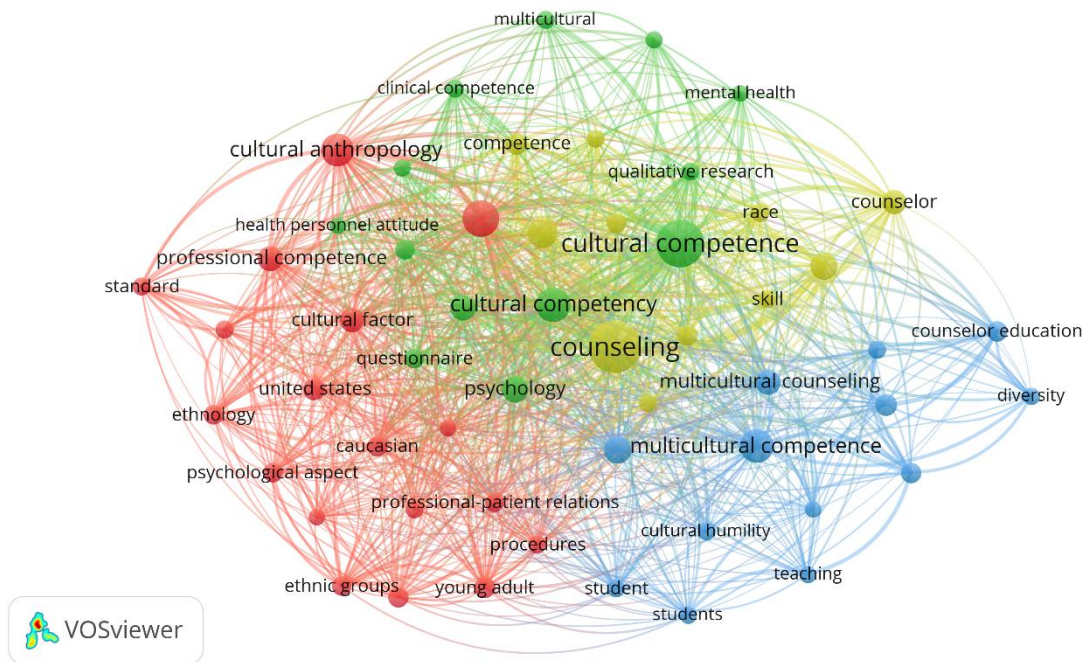 multicultural
clinical competence
mental health
cultural anthropology
competence
qualitative research
counselor
race
health personnel attitude
cultural competence
professional competence
standard
skill
cultural competency
cultural factor
counselor education
counseling
questionnaire
multicultural counseling
united states
psychology
diversity
ethnology
caucasian
multicultural competence
psychological aspect
professional-patient relations
cultural humility
procedures
teaching
ethnic groups
young adult
student
students
VOSviewer